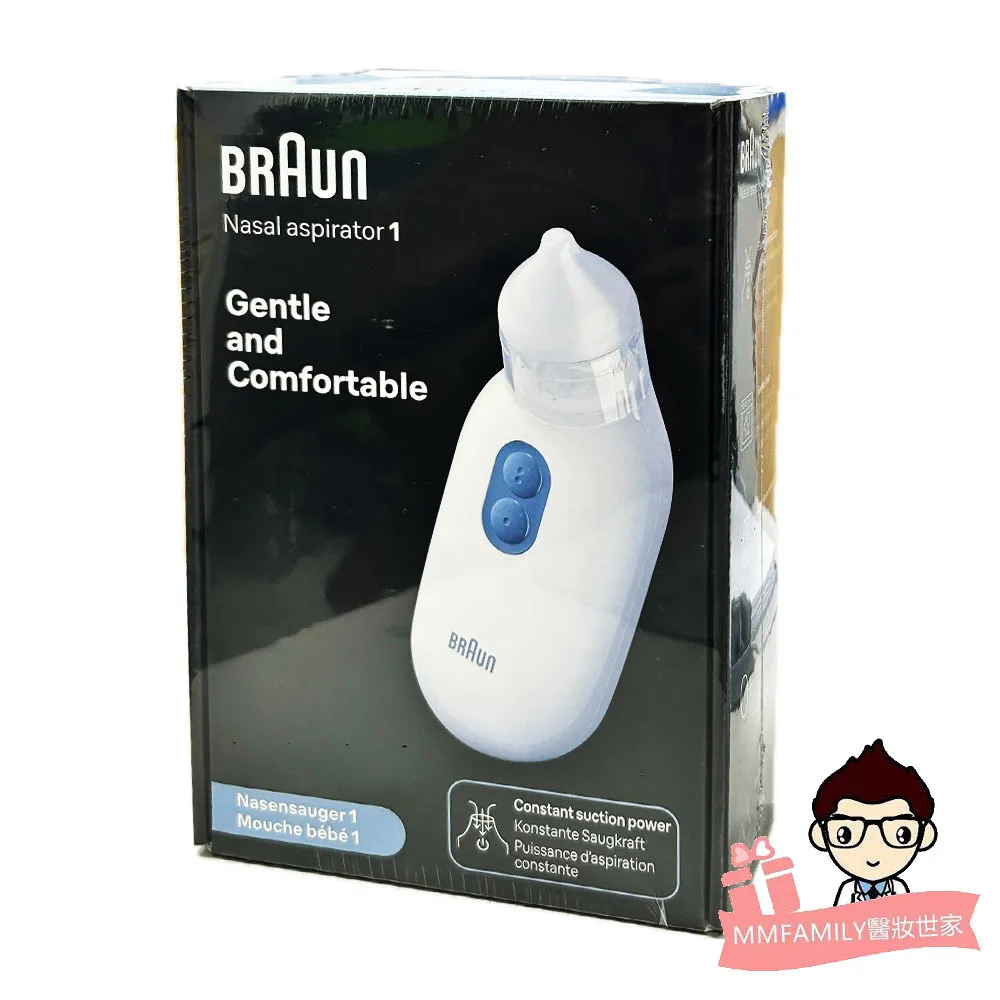 BRAUN
Nasal aspirator 1
Gentle
and
Comfortable
BRAUN
Nasensauger 1
Mouche bébé 1
Constant suction power
Konstante Saugkraft
Puissance d'aspiration
constante
BRAUN
MMFAMILY醫妝世家